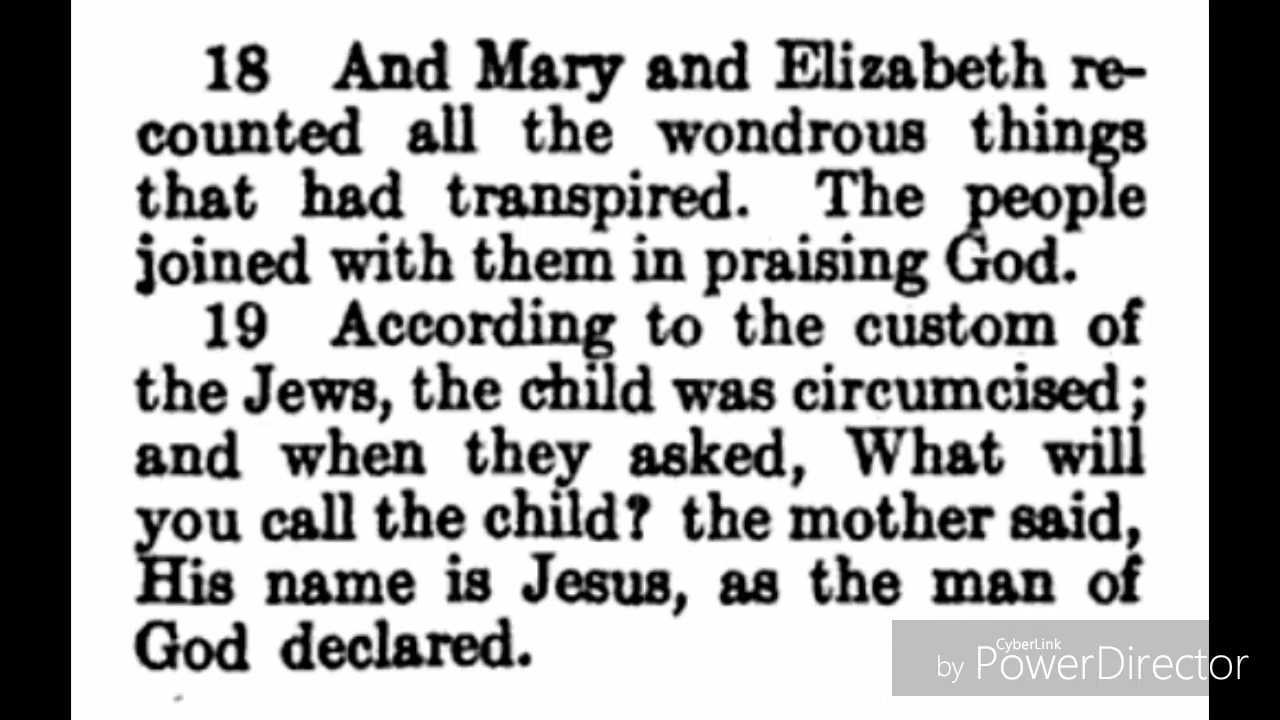 18 And Mary and Elizabeth re-
counted all the wondrous things
that had transpired. The people
joined with them in praising God.
19 According to the custom of
the Jews, the child was circumcised;
and when they asked, What will
you call the child? the mother said,
His name is Jesus, as the man of
God declared.
CyberLink
by PowerDirector